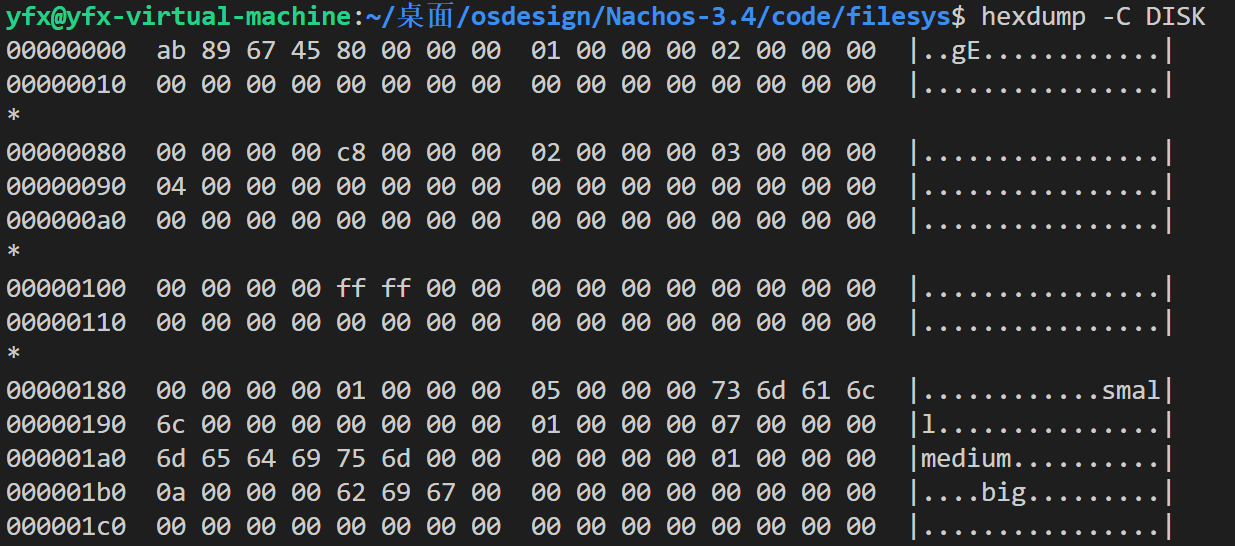 yfx@yfx-virtual-machine:~/桌面/osdesign/Nachos-3.4/code/filesys$ hexdump -C DISK
00000000  ab 89 67 45 80 00 00 00  01 00 00 00 02 00 00 00  |..gE............|
00000010  00 00 00 00 00 00 00 00  00 00 00 00 00 00 00 00  |................|
*
00000080  00 00 00 00 c8 00 00 00  02 00 00 00 03 00 00 00  |................|
00000090  04 00 00 00 00 00 00 00  00 00 00 00 00 00 00 00  |................|
000000a0  00 00 00 00 00 00 00 00  00 00 00 00 00 00 00 00  |................|
*
00000100  00 00 00 00 ff ff 00 00  00 00 00 00 00 00 00 00  |................|
00000110  00 00 00 00 00 00 00 00  00 00 00 00 00 00 00 00  |................|
*
00000180  00 00 00 00 01 00 00 00  05 00 00 00 73 6d 61 6c  |............smal|
00000190  6c 00 00 00 00 00 00 00  01 00 00 00 07 00 00 00  |l...............|
000001a0  6d 65 64 69 75 6d 00 00  00 00 00 00 01 00 00 00  |medium..........|
000001b0  0a 00 00 00 62 69 67 00  00 00 00 00 00 00 00 00  |....big.........|
000001c0  00 00 00 00 00 00 00 00  00 00 00 00 00 00 00 00  |................|